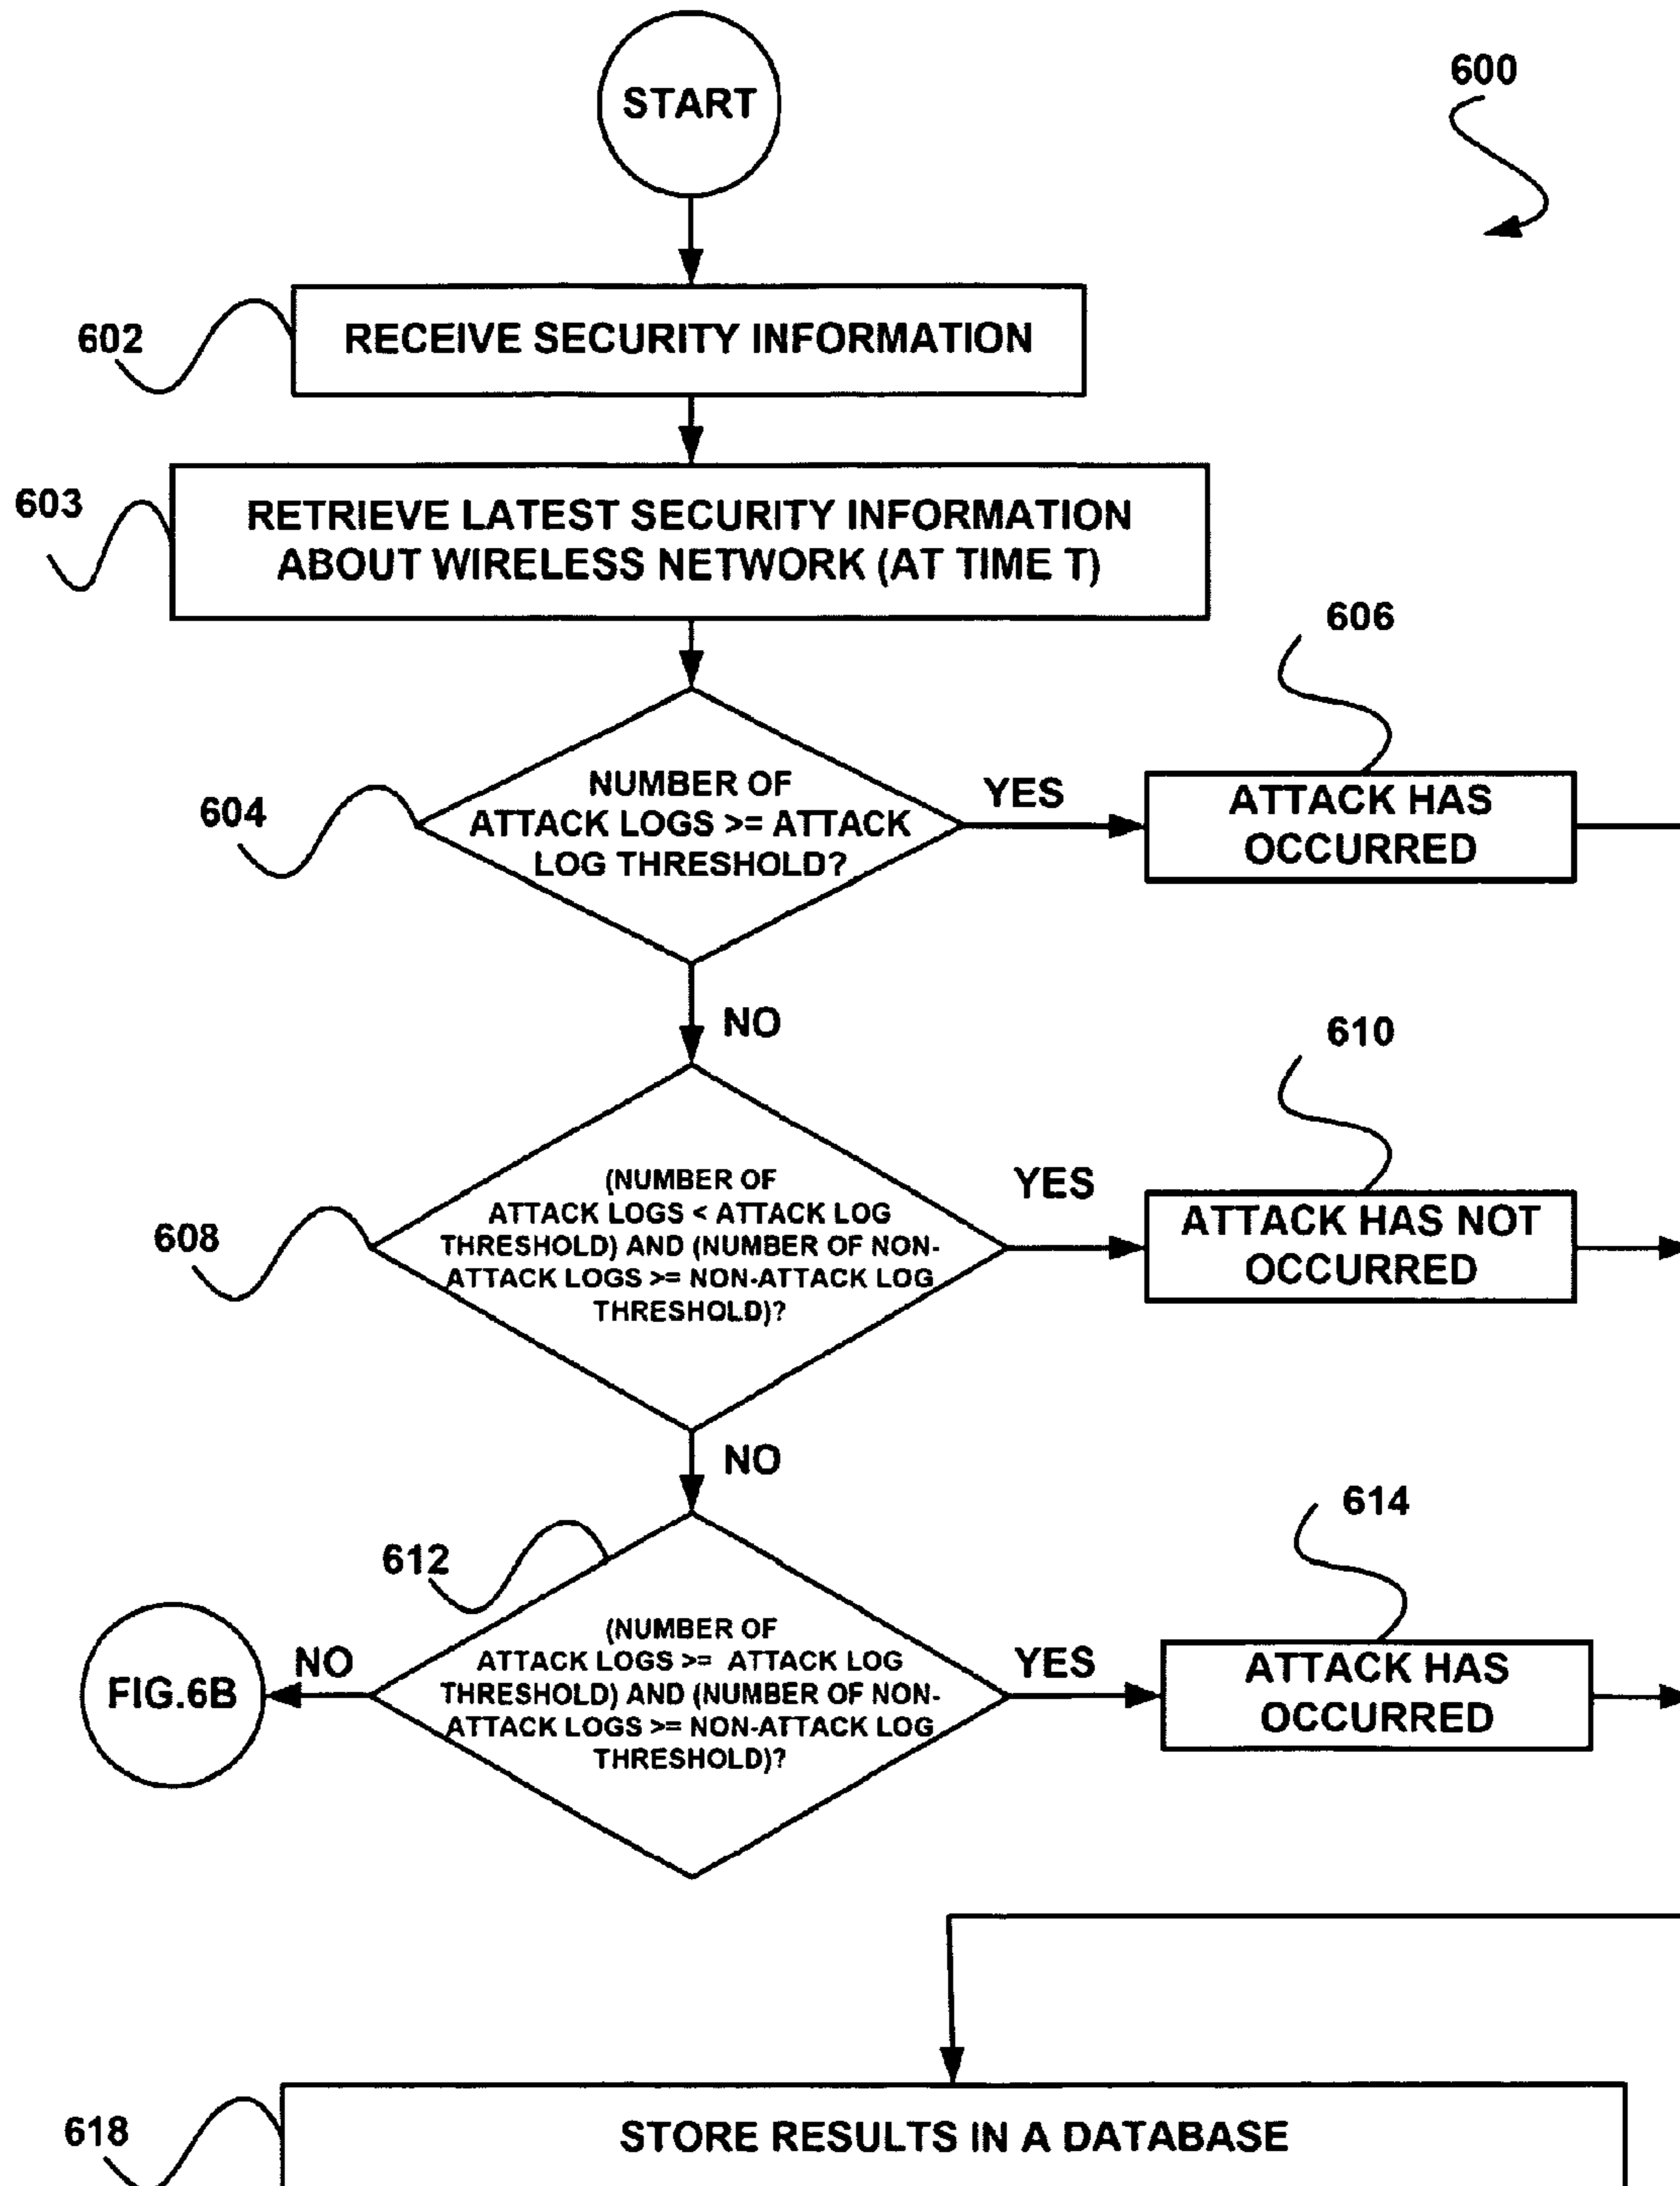 START
600
602
RECEIVE SECURITY INFORMATION
603
RETRIEVE LATEST SECURITY INFORMATION
ABOUT WIRELESS NETWORK (AT TIME T)
606
604
NUMBER OF
ATTACK LOGS >= ATTACK
LOG THRESHOLD?
YES
ATTACK HAS
OCCURRED
NO
610
608
(NUMBER OF
ATTACK LOGS < ATTACK LOG
THRESHOLD) AND (NUMBER OF NON-
ATTACK LOGS >= NON-ATTACK LOG
THRESHOLD)?
YES
ATTACK HAS NOT
OCCURRED
NO
614
612
FIG.6B
NO
(NUMBER OF
ATTACK LOGS >= ATTACK LOG
THRESHOLD) AND (NUMBER OF NON-
ATTACK LOGS >= NON-ATTACK LOG
THRESHOLD)?
YES
ATTACK HAS
OCCURRED
618
STORE RESULTS IN A DATABASE